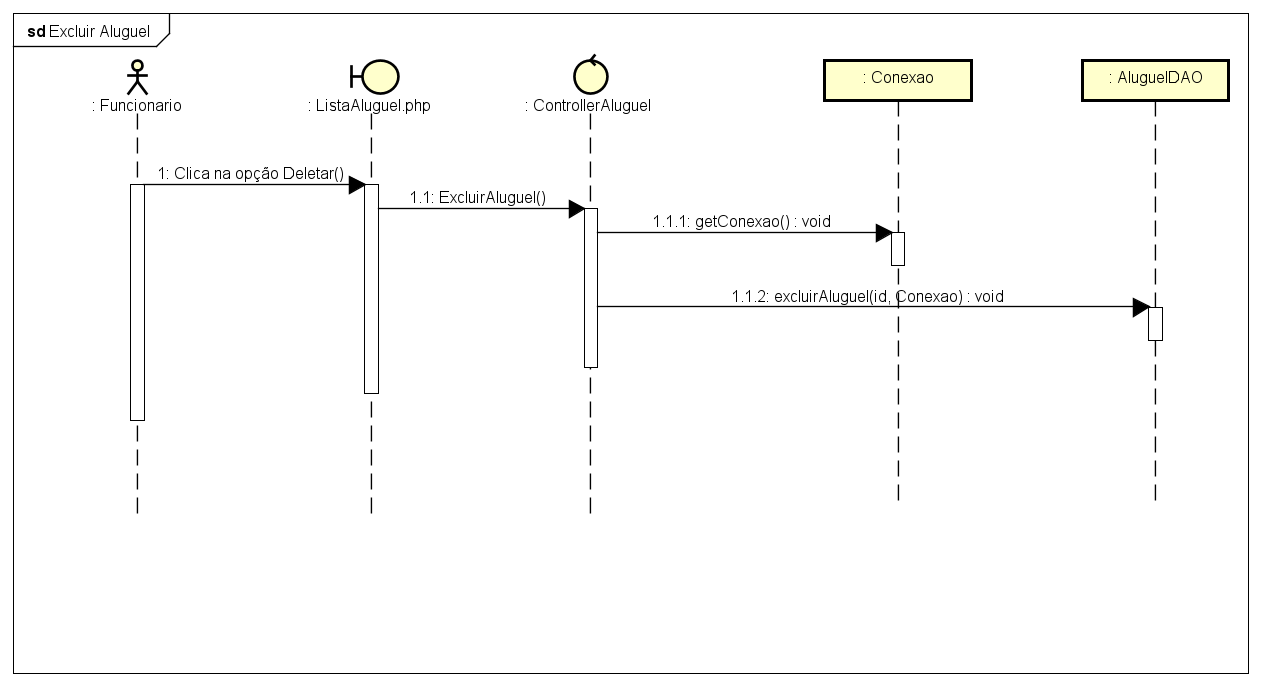 sd Excluir Aluguel
: Funcionario
: ListaAluguel.php
: ControllerAluguel
: Conexao
: AluguelDAO
1: Clica na opção Deletar()
1.1: ExcluirAluguel()
1.1.1: getConexao() : void
1.1.2: excluirAluguel(id, Conexao) : void